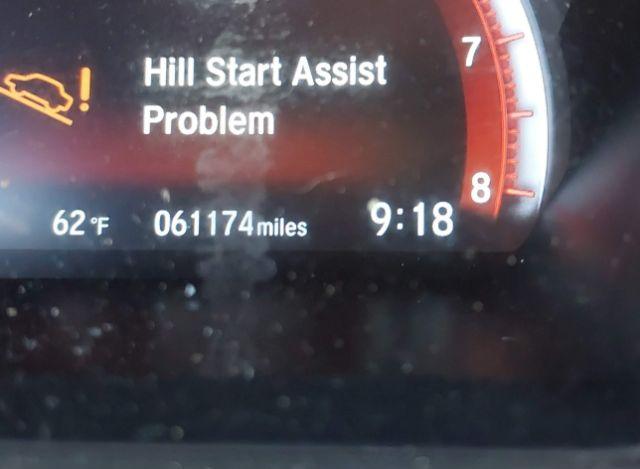 7
! Hill Start Assist
Problem
8
62°F 061174 miles 9:18